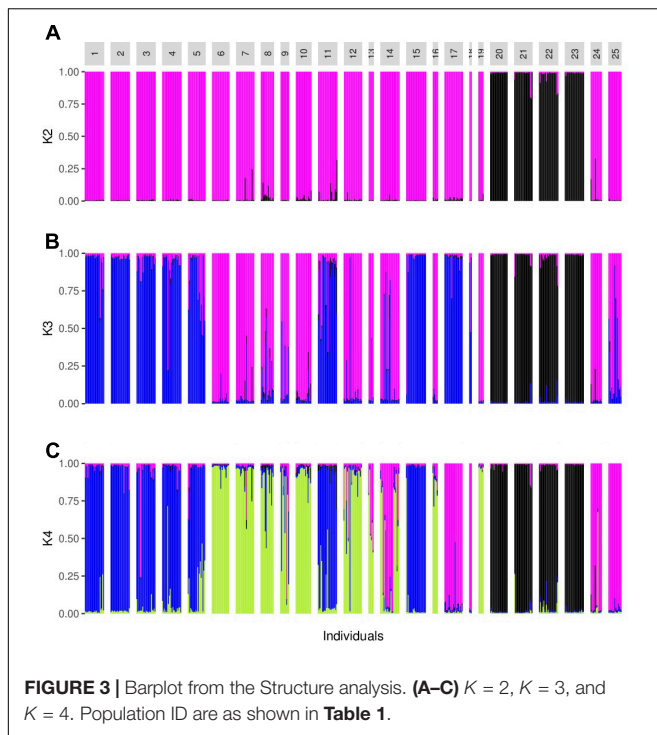 A
1 2 3 4 5 6 7 8 9 10 11 12 13 14 15 16 17 18 19 20 21 22 23 24 25
1.00
0.75
0.50
0.25
0.00
K2
B
1.00
0.75
0.50
0.25
0.00
K3
C
1.00
0.75
0.50
0.25
0.00
K4
Individuals
FIGURE 3 | Barplot from the Structure analysis. (A–C) K = 2, K = 3, and
K = 4. Population ID are as shown in Table 1.